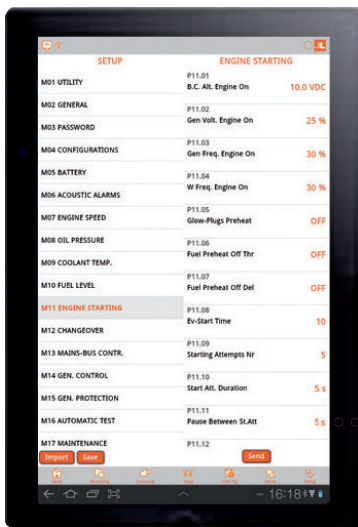 SETUP
M01 UTILITY
M02 GENERAL
M03 PASSWORD
M04 CONFIGURATIONS
M05 BATTERY
M06 ACOUSTIC ALARMS
M07 ENGINE SPEED
M08 OIL PRESSURE
M09 COOLANT TEMP.
M10 FUEL LEVEL
M11 ENGINE STARTING
M12 CHANGEOVER
M13 MAINS-BUS CONTR.
M14 GEN. CONTROL
M15 GEN. PROTECTION
M16 AUTOMATIC TEST
M17 MAINTENANCE
Import Save
ENGINE STARTING
P11.01
B.C. Alt. Engine On 10.0 VDC
P11.02
Gen Volt. Engine On 25 %
P11.03
Gen Freq. Engine On 30 %
P11.04
W Freq. Engine On 30 %
P11.05
Glow-Plugs Preheat OFF
P11.06
Fuel Preheat Off Thr OFF
P11.07
Fuel Preheat Off Del OFF
P11.08
Ev-Start Time 10
P11.09
Starting Attempts Nr 5
P11.10
Start Att. Duration 5 s
P11.11
Pause Between St.Att 5 s
P11.12
Send
16:18